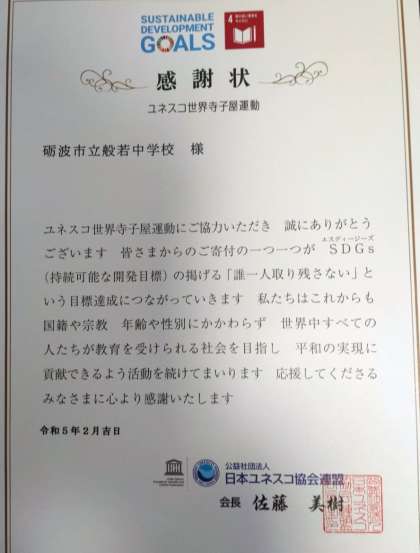 SUSTAINABLE
DEVELOPMENT
GOALS
4 質の高い教育を
みんなに
感謝状
ユネスコ世界寺子屋運動
砺波市立般若中学校 様
ユネスコ世界寺子屋運動にご協力いただき 誠にありがとう
ございます 皆さまからのご寄付の一つ一つが SDGs
エスディージーズ
(持続可能な開発目標)の掲げる「誰一人取り残さない」と
いう目標達成につながっていきます 私たちはこれからも
国籍や宗教 年齢や性別にかかわらず 世界中すべての
人たちが教育を受けられる社会を目指し 平和の実現に
貢献できるよう活動を続けてまいります 応援してくださる
みなさまに心より感謝いたします
令和5年2月吉日
公益社団法人
日本ユネスコ協会連盟
会長 佐藤 美樹